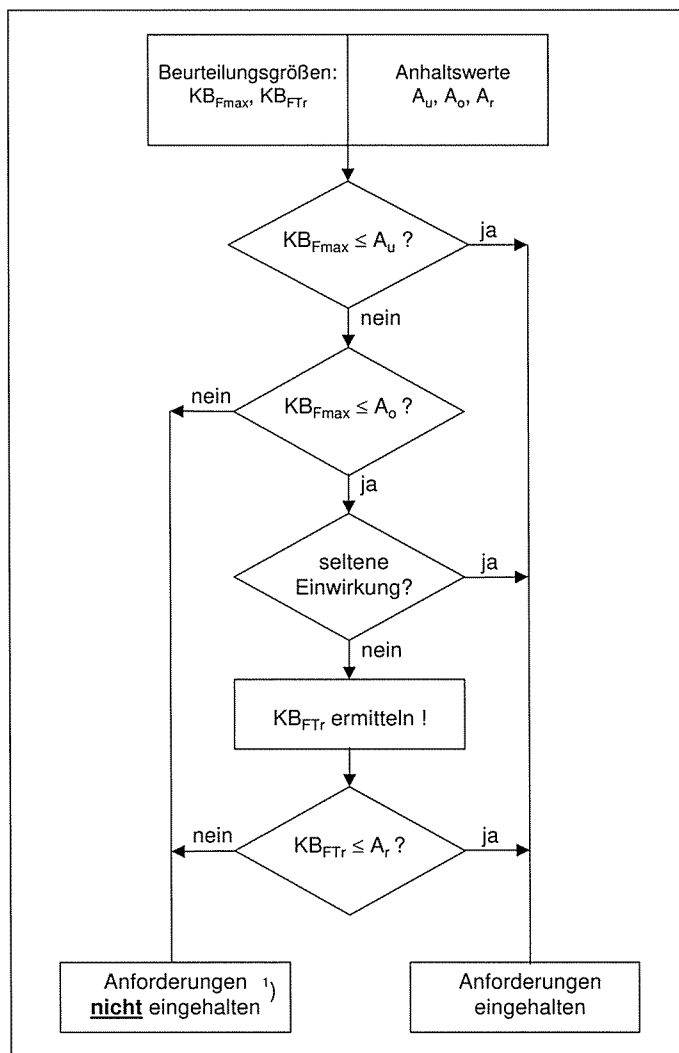 Beurteilungsgrößen:
KB_Fmax, KB_FTr
Anhaltswerte
A_u, A_o, A_r
KB_Fmax ≤ A_u ?
ja
nein
nein
KB_Fmax ≤ A_o ?
ja
seltene
Einwirkung?
ja
nein
KB_FTr ermitteln !
nein
KB_FTr ≤ A_r ?
ja
Anforderungen
nicht eingehalten ¹)
Anforderungen
eingehalten